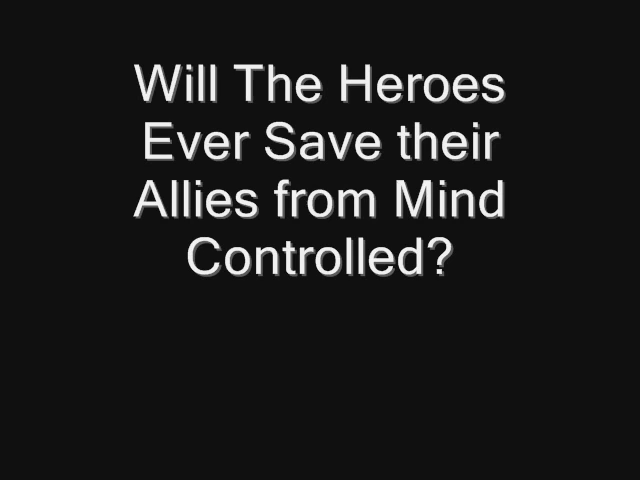 Will The Heroes
Ever Save their
Allies from Mind
Controlled?